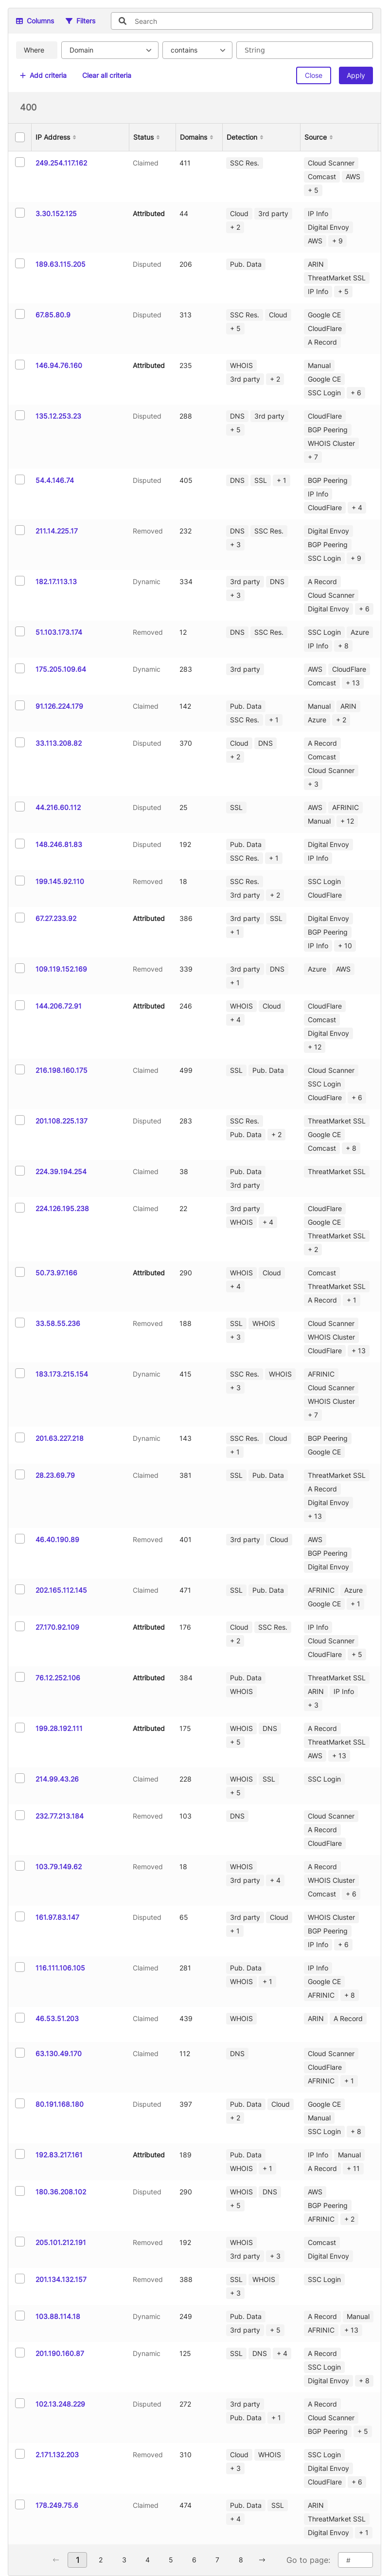 Columns Filters Search
Where Domain contains String
+ Add criteria Clear all criteria Close Apply
400
IP Address Status Domains Detection Source
249.254.117.162 Claimed 411 SSC Res. Cloud Scanner
Comcast AWS
+ 5
3.30.152.125 Attributed 44 Cloud 3rd party IP Info
+ 2 Digital Envoy
AWS + 9
189.63.115.205 Disputed 206 Pub. Data ARIN
ThreatMarket SSL
IP Info + 5
67.85.80.9 Disputed 313 SSC Res. Cloud Google CE
+ 5 CloudFlare
A Record
146.94.76.160 Attributed 235 WHOIS Manual
3rd party + 2 Google CE
SSC Login + 6
135.12.253.23 Disputed 288 DNS 3rd party CloudFlare
+ 5 BGP Peering
WHOIS Cluster
+ 7
54.4.146.74 Disputed 405 DNS SSL + 1 BGP Peering
IP Info
CloudFlare + 4
211.14.225.17 Removed 232 DNS SSC Res. Digital Envoy
+ 3 BGP Peering
SSC Login + 9
182.17.113.13 Dynamic 334 3rd party DNS A Record
+ 3 Cloud Scanner
Digital Envoy + 6
51.103.173.174 Removed 12 DNS SSC Res. SSC Login Azure
IP Info + 8
175.205.109.64 Dynamic 283 3rd party AWS CloudFlare
Comcast + 13
91.126.224.179 Claimed 142 Pub. Data Manual ARIN
SSC Res. + 1 Azure + 2
33.113.208.82 Disputed 370 Cloud DNS A Record
+ 2 Comcast
Cloud Scanner
+ 3
44.216.60.112 Disputed 25 SSL AWS AFRINIC
Manual + 12
148.246.81.83 Disputed 192 Pub. Data Digital Envoy
SSC Res. + 1 IP Info
199.145.92.110 Removed 18 SSC Res. SSC Login
3rd party + 2 CloudFlare
67.27.233.92 Attributed 386 3rd party SSL Digital Envoy
+ 1 BGP Peering
IP Info + 10
109.119.152.169 Removed 339 3rd party DNS Azure AWS
+ 1
144.206.72.91 Attributed 246 WHOIS Cloud CloudFlare
+ 4 Comcast
Digital Envoy
+ 12
216.198.160.175 Claimed 499 SSL Pub. Data Cloud Scanner
SSC Login
CloudFlare + 6
201.108.225.137 Disputed 283 SSC Res. ThreatMarket SSL
Pub. Data + 2 Google CE
Comcast + 8
224.39.194.254 Claimed 38 Pub. Data ThreatMarket SSL
3rd party
224.126.195.238 Claimed 22 3rd party CloudFlare
WHOIS + 4 Google CE
ThreatMarket SSL
+ 2
50.73.97.166 Attributed 290 WHOIS Cloud Comcast
+ 4 ThreatMarket SSL
A Record + 1
33.58.55.236 Removed 188 SSL WHOIS Cloud Scanner
+ 3 WHOIS Cluster
CloudFlare + 13
183.173.215.154 Dynamic 415 SSC Res. WHOIS AFRINIC
+ 3 Cloud Scanner
WHOIS Cluster
+ 7
201.63.227.218 Dynamic 143 SSC Res. Cloud BGP Peering
+ 1 Google CE
28.23.69.79 Claimed 381 SSL Pub. Data ThreatMarket SSL
A Record
Digital Envoy
+ 13
46.40.190.89 Removed 401 3rd party Cloud AWS
BGP Peering
Digital Envoy
202.165.112.145 Claimed 471 SSL Pub. Data AFRINIC Azure
Google CE + 1
27.170.92.109 Attributed 176 Cloud SSC Res. IP Info
+ 2 Cloud Scanner
CloudFlare + 5
76.12.252.106 Attributed 384 Pub. Data ThreatMarket SSL
WHOIS ARIN IP Info
+ 3
199.28.192.111 Attributed 175 WHOIS DNS A Record
+ 5 ThreatMarket SSL
AWS + 13
214.99.43.26 Claimed 228 WHOIS SSL SSC Login
+ 5
232.77.213.184 Removed 103 DNS Cloud Scanner
A Record
CloudFlare
103.79.149.62 Removed 18 WHOIS A Record
3rd party + 4 WHOIS Cluster
Comcast + 6
161.97.83.147 Disputed 65 3rd party Cloud WHOIS Cluster
+ 1 BGP Peering
IP Info + 6
116.111.106.105 Claimed 281 Pub. Data IP Info
WHOIS + 1 Google CE
AFRINIC + 8
46.53.51.203 Claimed 439 WHOIS ARIN A Record
63.130.49.170 Claimed 112 DNS Cloud Scanner
CloudFlare
AFRINIC + 1
80.191.168.180 Disputed 397 Pub. Data Cloud Google CE
+ 2 Manual
SSC Login + 8
192.83.217.161 Attributed 189 Pub. Data IP Info Manual
WHOIS + 1 A Record + 11
180.36.208.102 Disputed 290 WHOIS DNS AWS
+ 5 BGP Peering
AFRINIC + 2
205.101.212.191 Removed 192 WHOIS Comcast
3rd party + 3 Digital Envoy
201.134.132.157 Removed 388 SSL WHOIS SSC Login
+ 3
103.88.114.18 Dynamic 249 Pub. Data A Record Manual
3rd party + 5 AFRINIC + 13
201.190.160.87 Dynamic 125 SSL DNS + 4 A Record
SSC Login
Digital Envoy + 8
102.13.248.229 Disputed 272 3rd party A Record
Pub. Data + 1 Cloud Scanner
BGP Peering + 5
2.171.132.203 Removed 310 Cloud WHOIS SSC Login
+ 3 Digital Envoy
CloudFlare + 6
178.249.75.6 Claimed 474 Pub. Data SSL ARIN
+ 4 ThreatMarket SSL
Digital Envoy + 1
← 1 2 3 4 5 6 7 8 → Go to page: #